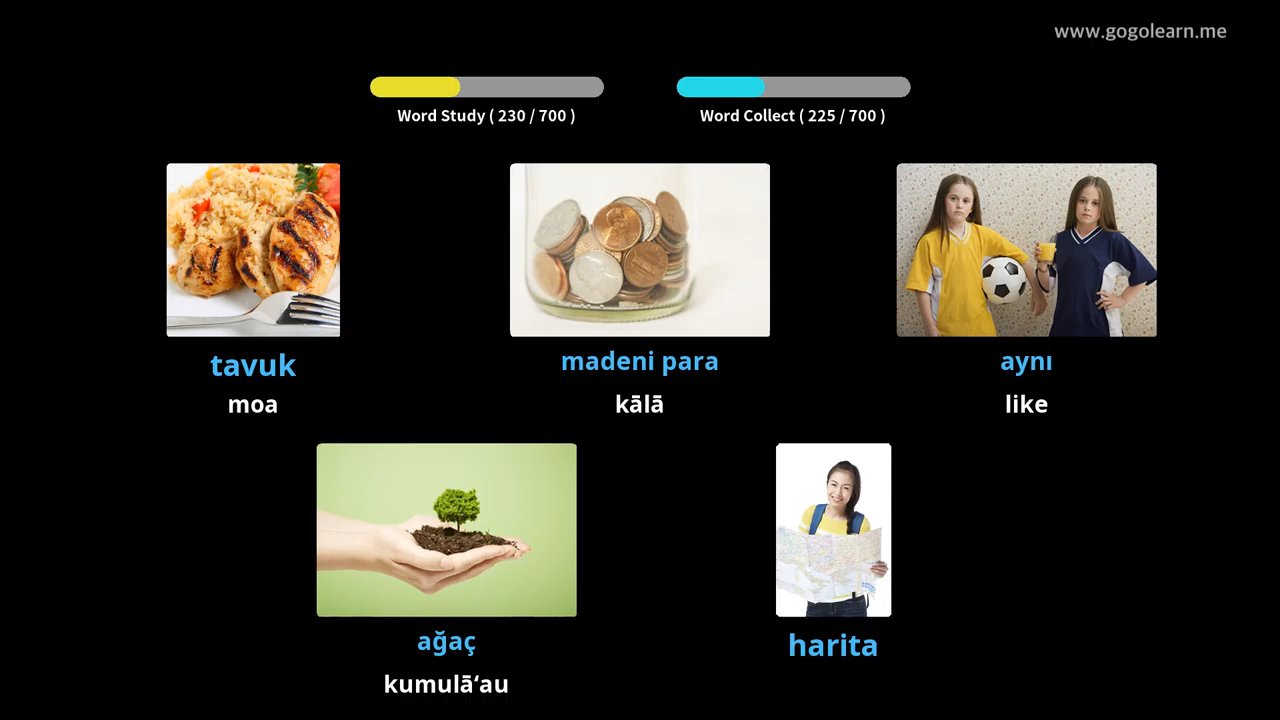 www.gogolearn.me
Word Study ( 230 / 700 )
Word Collect ( 225 / 700 )
tavuk
moa
madeni para
kālā
aynı
like
ağaç
kumulāʻau
harita